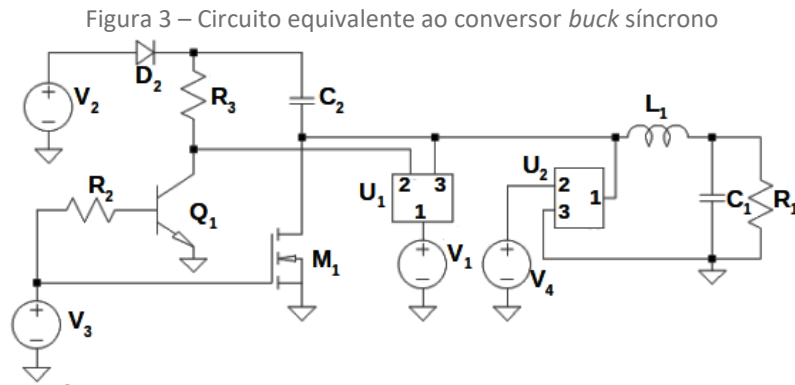 Figura 3 – Circuito equivalente ao conversor buck síncrono
D₂
V₂
R₃
C₂
L₁
R₂
Q₁
U₁
2 3
1
U₂
2
1
3
C₁
R₁
M₁
V₁
V₄
V₃